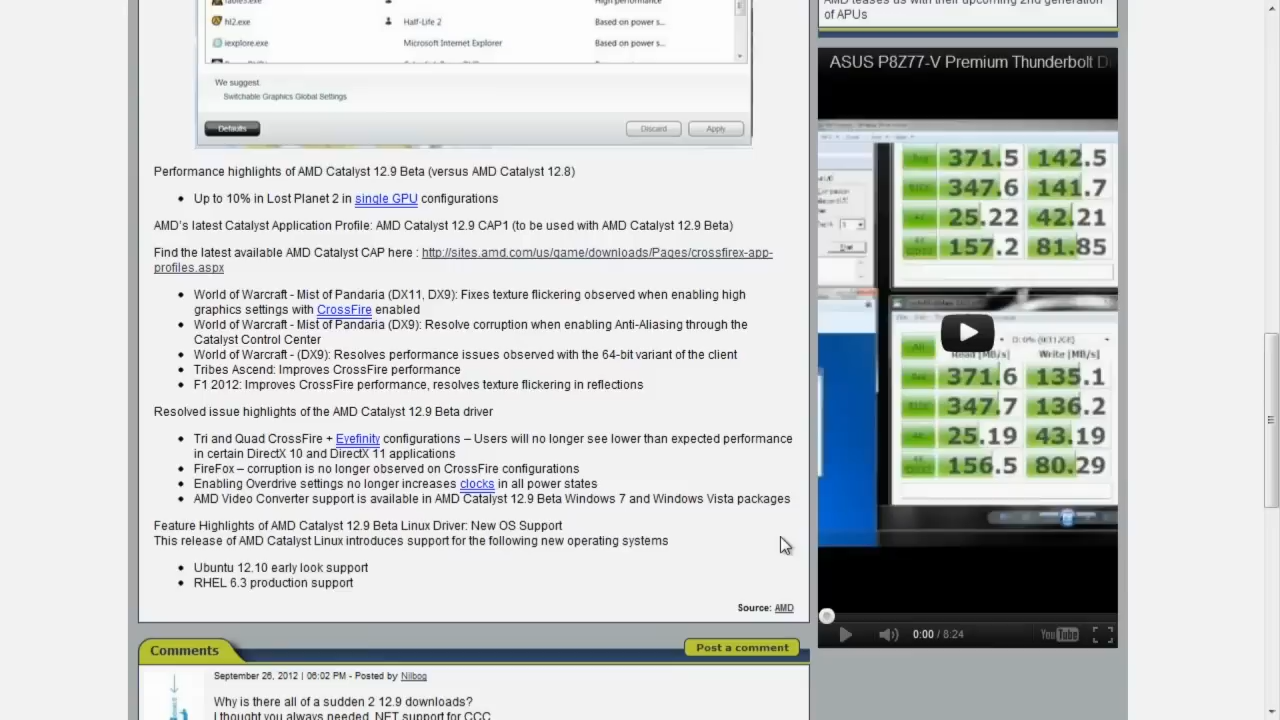 High performance
hl2.exe Half-Life 2 Based on power s...
iexplore.exe Microsoft Internet Explorer Based on power s...
We suggest.
Switchable Graphics Global Settings
Defaults Discard Apply
Performance highlights of AMD Catalyst 12.9 Beta (versus AMD Catalyst 12.8)
Up to 10% in Lost Planet 2 in single GPU configurations
AMD's latest Catalyst Application Profile: AMD Catalyst 12.9 CAP1 (to be used with AMD Catalyst 12.9 Beta)
Find the latest available AMD Catalyst CAP here : http://sites.amd.com/us/game/downloads/Pages/crossfirex-app-
profiles.aspx
World of Warcraft - Mist of Pandaria (DX11, DX9): Fixes texture flickering observed when enabling high
graphics settings with CrossFire enabled
World of Warcraft - Mist of Pandaria (DX9): Resolve corruption when enabling Anti-Aliasing through the
Catalyst Control Center
World of Warcraft - (DX9): Resolves performance issues observed with the 64-bit variant of the client
Tribes Ascend: Improves CrossFire performance
F1 2012: Improves CrossFire performance, resolves texture flickering in reflections
Resolved issue highlights of the AMD Catalyst 12.9 Beta driver
Tri and Quad CrossFire + Eyefinity configurations – Users will no longer see lower than expected performance
in certain DirectX 10 and DirectX 11 applications
FireFox – corruption is no longer observed on CrossFire configurations
Enabling Overdrive settings no longer increases clocks in all power states
AMD Video Converter support is available in AMD Catalyst 12.9 Beta Windows 7 and Windows Vista packages
Feature Highlights of AMD Catalyst 12.9 Beta Linux Driver: New OS Support
This release of AMD Catalyst Linux introduces support for the following new operating systems
Ubuntu 12.10 early look support
RHEL 6.3 production support
Source: AMD
Comments Post a comment
September 26, 2012 | 06:02 PM - Posted by Nilbog
Why is there all of a sudden 2 12.9 downloads?
I thought you always needed .NET support for CCC
AMD teases us with their upcoming 2nd generation
of APUs
ASUS P8Z77-V Premium Thunderbolt D
371.5 142.5
347.6 141.7
25.22 42.21
157.2 81.85
All
Read [MB/s] Write [MB/s]
371.6 135.1
347.7 136.2
25.19 43.19
156.5 80.29
0:00 / 8:24 YouTube